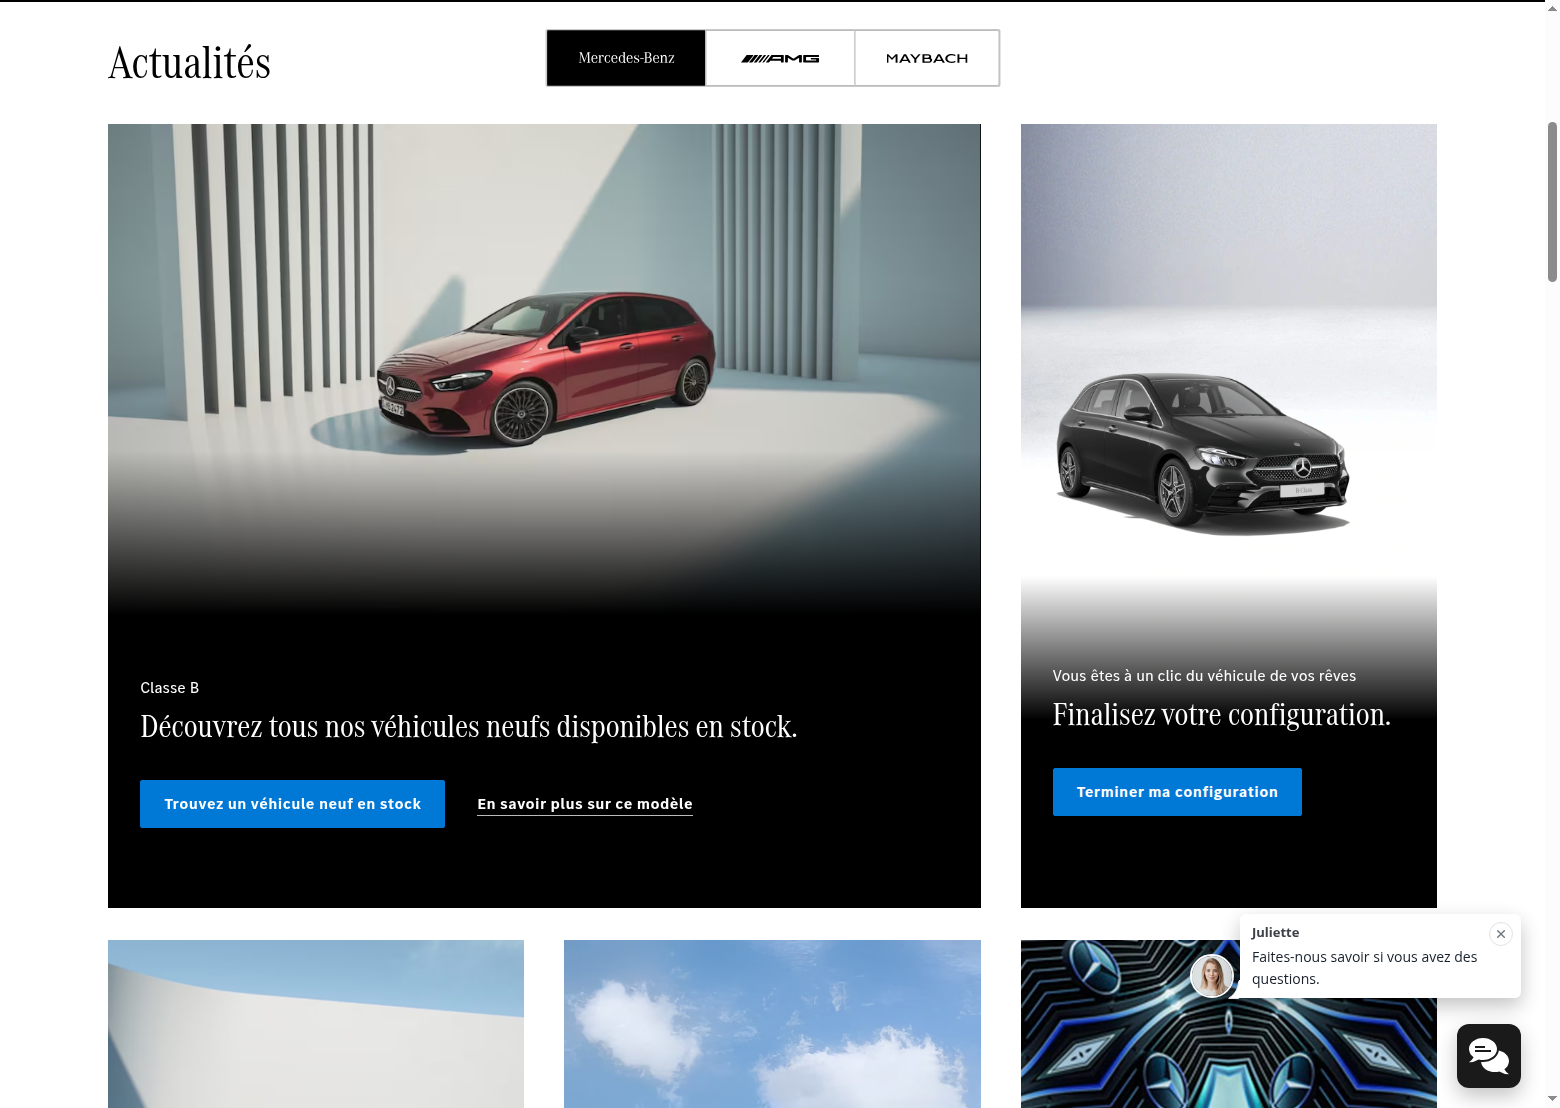 Actualités
Mercedes-Benz
AMG
MAYBACH
Classe B
Découvrez tous nos véhicules neufs disponibles en stock.
Trouvez un véhicule neuf en stock
En savoir plus sur ce modèle
B-Class
Vous êtes à un clic du véhicule de vos rêves
Finalisez votre configuration.
Terminer ma configuration
Juliette
Faites-nous savoir si vous avez des
questions.